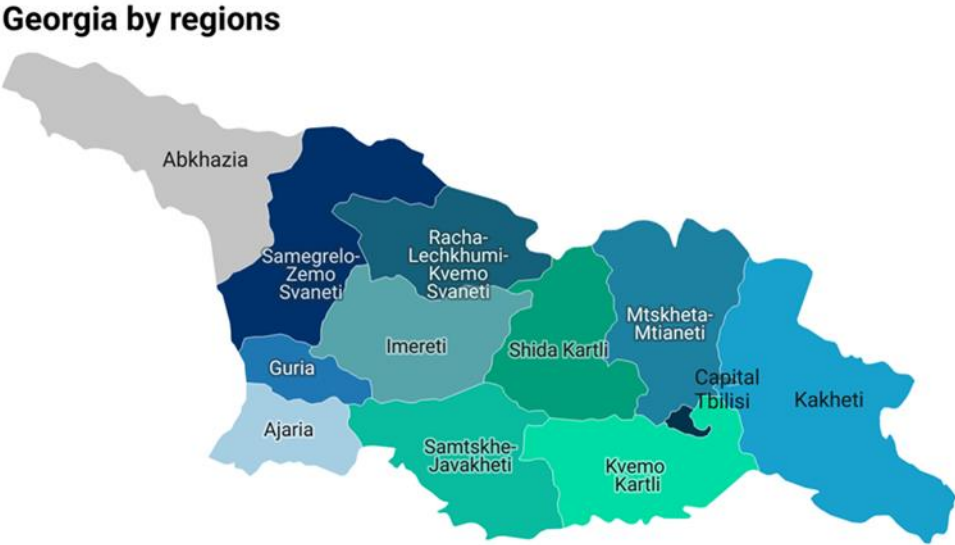 Georgia by regions
Abkhazia
Samegrelo-
Zemo
Svaneti
Racha-
Lechkhumi-
Kvemo
Svaneti
Mtskheta-
Mtianeti
Imereti
Shida Kartli
Guria
Capital
Tbilisi
Kakheti
Ajaria
Samtskhe-
Javakheti
Kvemo
Kartli